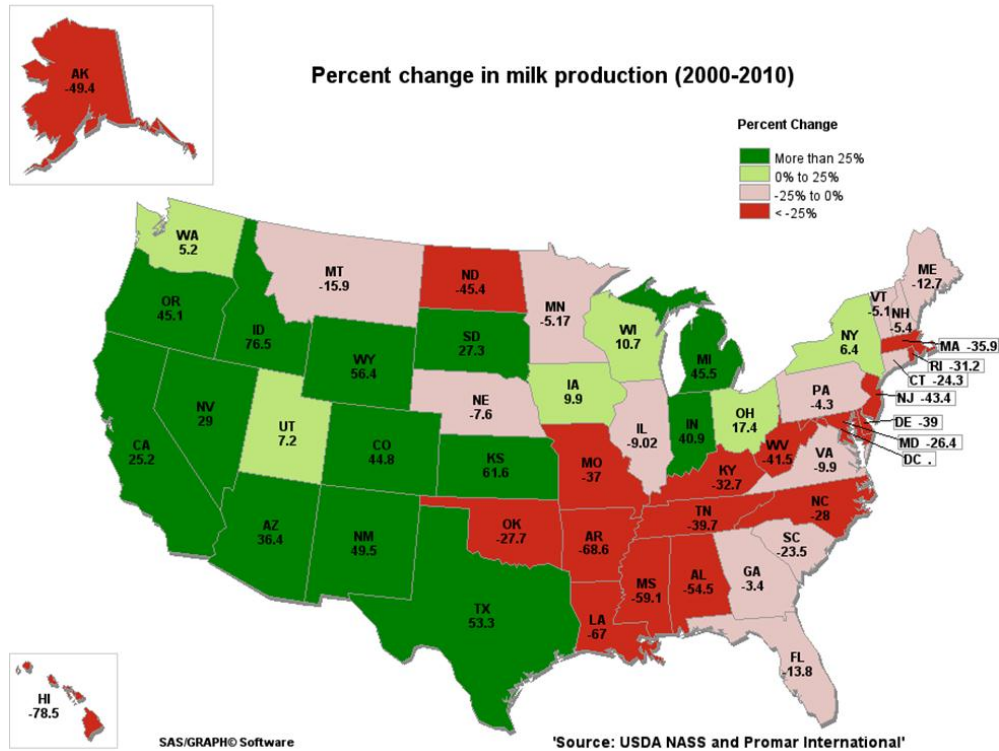 Percent change in milk production (2000-2010)
Percent Change
More than 25%
0% to 25%
-25% to 0%
< -25%
AK
-49.4
WA
5.2
MT
-15.9
ND
-45.4
MN
-5.17
ME
-12.7
VT
-5.1
NH
-5.4
OR
45.1
ID
76.5
SD
27.3
WI
10.7
NY
6.4
MA -35.9
WY
56.4
MI
45.5
RI -31.2
CT -24.3
NE
-7.6
IA
9.9
PA
-4.3
NJ -43.4
NV
29
UT
7.2
IL
-9.02
IN
40.9
OH
17.4
DE -39
CA
25.2
CO
44.8
KS
61.6
MO
-37
WV
-41.5
VA
-9.9
MD -26.4
DC .
KY
-32.7
AZ
36.4
NM
49.5
OK
-27.7
AR
-68.6
TN
-39.7
NC
-28
SC
-23.5
TX
53.3
LA
-67
MS
-59.1
AL
-54.5
GA
-3.4
FL
-13.8
HI
-78.5
SAS/GRAPH© Software
'Source: USDA NASS and Promar International'